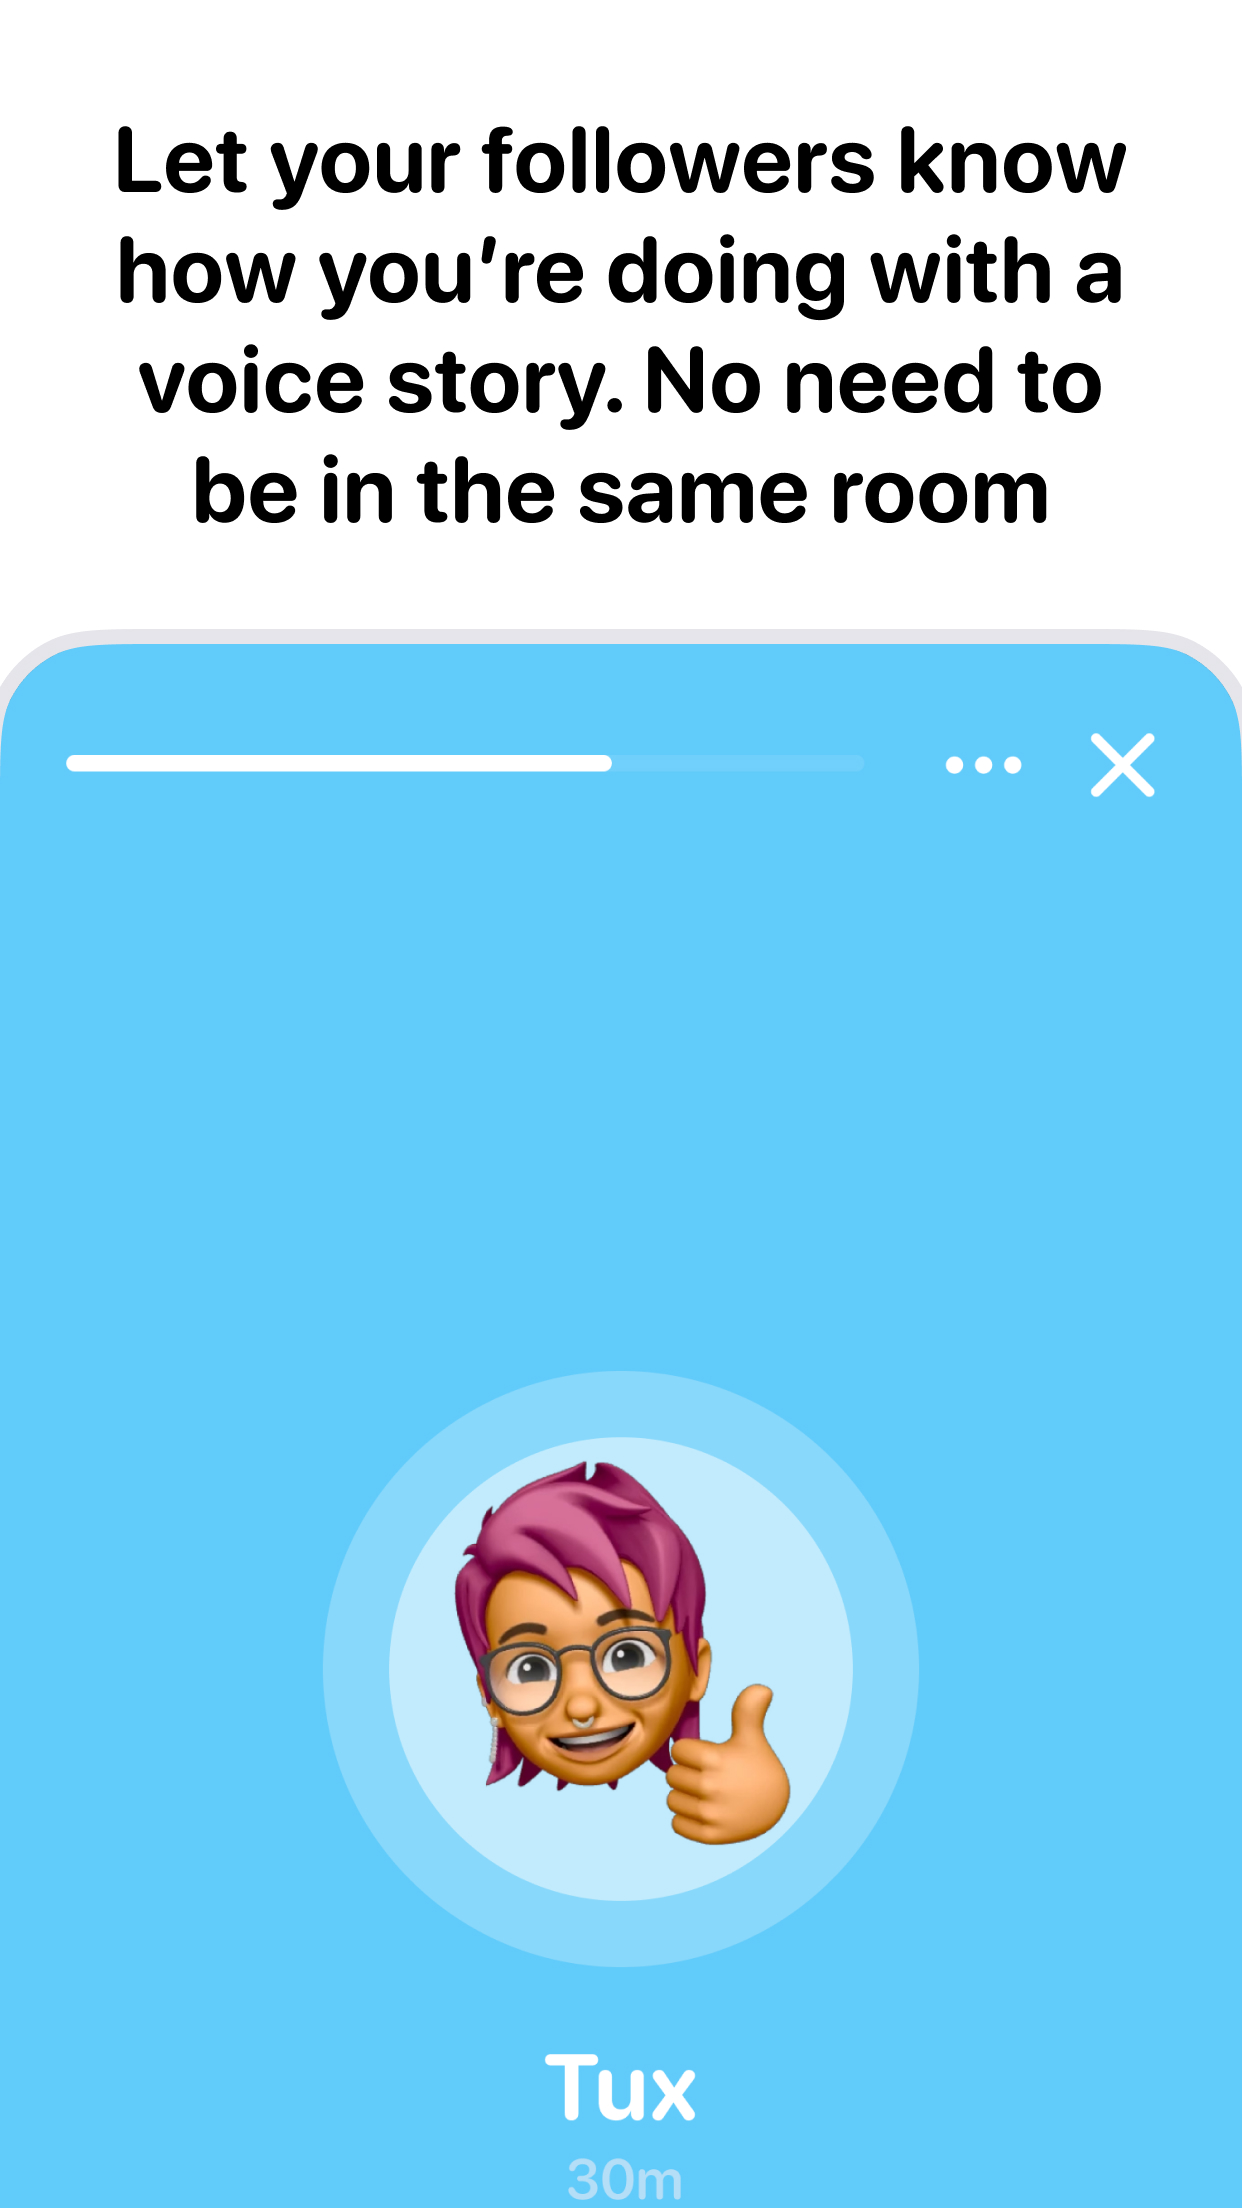 Let your followers know
how you’re doing with a
voice story. No need to
be in the same room
Tux
30m